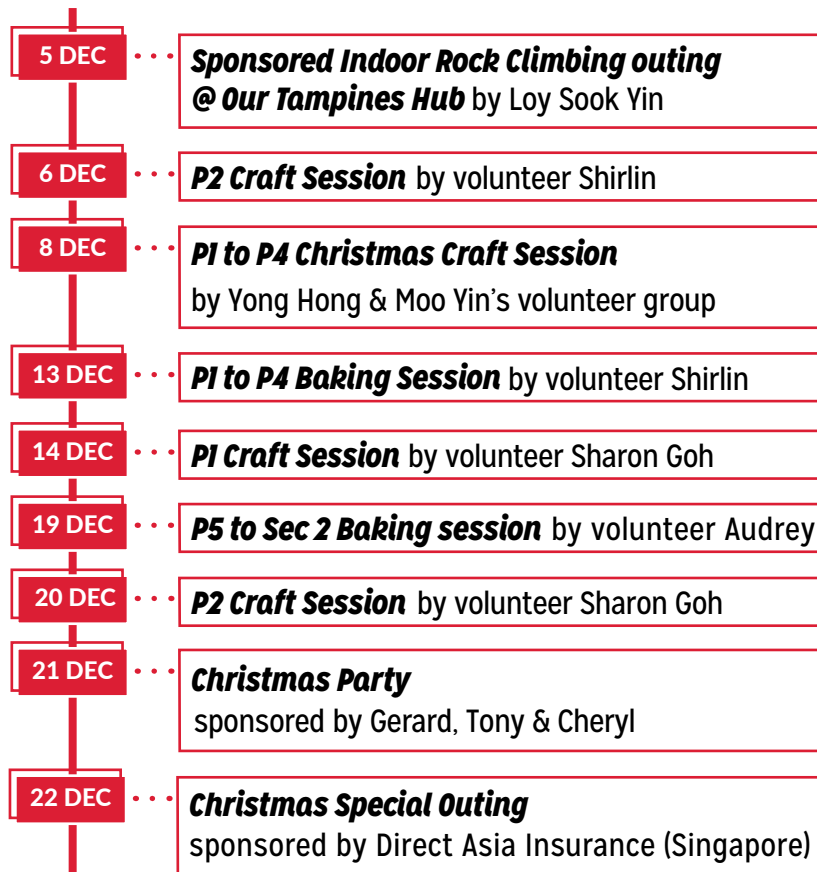 5 DEC
Sponsored Indoor Rock Climbing outing
@ Our Tampines Hub by Loy Sook Yin
6 DEC
P2 Craft Session by volunteer Shirlin
8 DEC
P1 to P4 Christmas Craft Session
by Yong Hong & Moo Yin's volunteer group
13 DEC
P1 to P4 Baking Session by volunteer Shirlin
14 DEC
P1 Craft Session by volunteer Sharon Goh
19 DEC
P5 to Sec 2 Baking session by volunteer Audrey
20 DEC
P2 Craft Session by volunteer Sharon Goh
21 DEC
Christmas Party
sponsored by Gerard, Tony & Cheryl
22 DEC
Christmas Special Outing
sponsored by Direct Asia Insurance (Singapore)